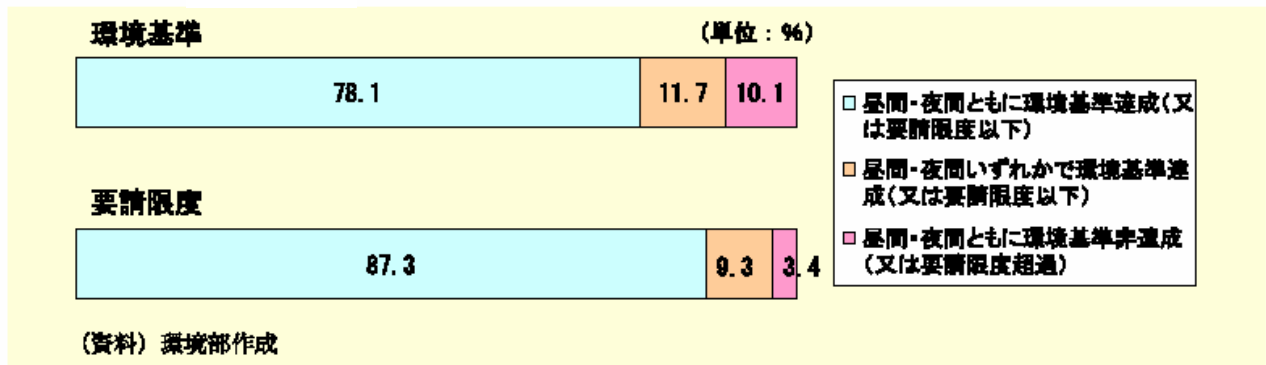 環境基準
(単位：%)
78.1
11.7
10.1
昼間・夜間ともに環境基準達成(又
は要請限度以下)
昼間・夜間いずれかで環境基準達
成(又は要請限度以下)
昼間・夜間ともに環境基準非達成
(又は要請限度超過)
要請限度
87.3
9.3
3.4
(資料) 環境部作成